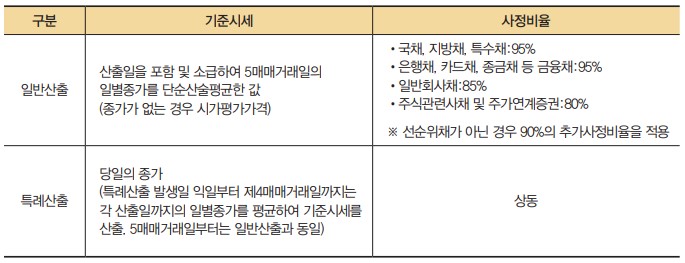 구분
기준시세
사정비율
일반산출
산출일을 포함 및 소급하여 5매매거래일의
일별종가를 단순산술평균한 값
(종가가 없는 경우 시가평가가격)
• 국채, 지방채, 특수채:95%
• 은행채, 카드채, 종금채 등 금융채:95%
• 일반회사채:85%
• 주식관련사채 및 주가연계증권:80%
※ 선순위채가 아닌 경우 90%의 추가사정비율을 적용
특례산출
당일의 종가
(특례산출 발생일 익일부터 제4매매거래일까지는
각 산출일까지의 일별종가를 평균하여 기준시세를
산출. 5매매거래일부터는 일반산출과 동일)
상동